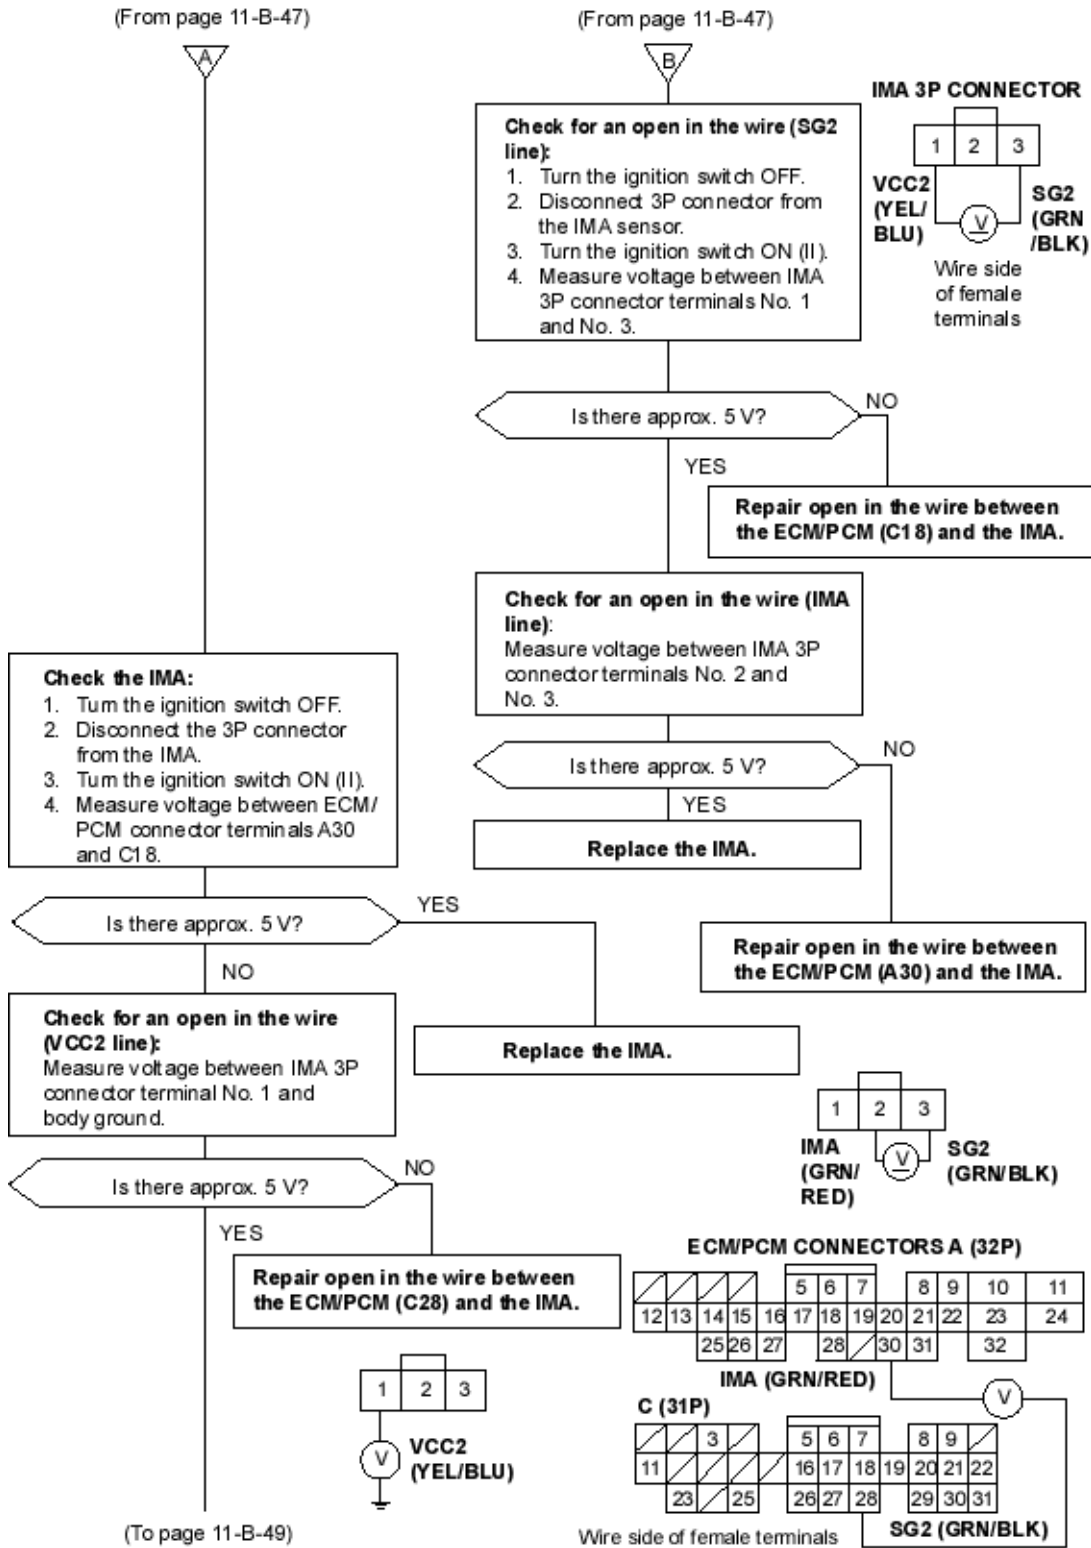 (From page 11-B-47)
A
(From page 11-B-47)
B
IMA 3P CONNECTOR
1 2 3
VCC2
(YEL/
BLU)
V
SG2
(GRN
/BLK)
Wire side
of female
terminals
Check for an open in the wire (SG2
line):
1. Turn the ignition switch OFF.
2. Disconnect 3P connector from
the IMA sensor.
3. Turn the ignition switch ON (II).
4. Measure voltage between IMA
3P connector terminals No. 1
and No. 3.
Is there approx. 5 V?
NO
YES
Repair open in the wire between
the ECM/PCM (C18) and the IMA.
Check for an open in the wire (IMA
line):
Measure voltage between IMA 3P
connector terminals No. 2 and
No. 3.
Is there approx. 5 V?
NO
YES
Replace the IMA.
Repair open in the wire between
the ECM/PCM (A30) and the IMA.
Check the IMA:
1. Turn the ignition switch OFF.
2. Disconnect the 3P connector
from the IMA.
3. Turn the ignition switch ON (II).
4. Measure voltage between ECM/
PCM connector terminals A30
and C18.
Is there approx. 5 V?
YES
NO
Replace the IMA.
Check for an open in the wire
(VCC2 line):
Measure voltage between IMA 3P
connector terminal No. 1 and
body ground.
Is there approx. 5 V?
NO
YES
Repair open in the wire between
the ECM/PCM (C28) and the IMA.
1 2 3
V
VCC2
(YEL/BLU)
(To page 11-B-49)
1 2 3
IMA
(GRN/
RED)
V
SG2
(GRN/BLK)
ECM/PCM CONNECTORS A (32P)
5 6 7 8 9 10 11
12 13 14 15 16 17 18 19 20 21 22 23 24
25 26 27 28 30 31 32
IMA (GRN/RED)
V
C (31P)
3 5 6 7 8 9
11 16 17 18 19 20 21 22
23 25 26 27 28 29 30 31
Wire side of female terminals
SG2 (GRN/BLK)